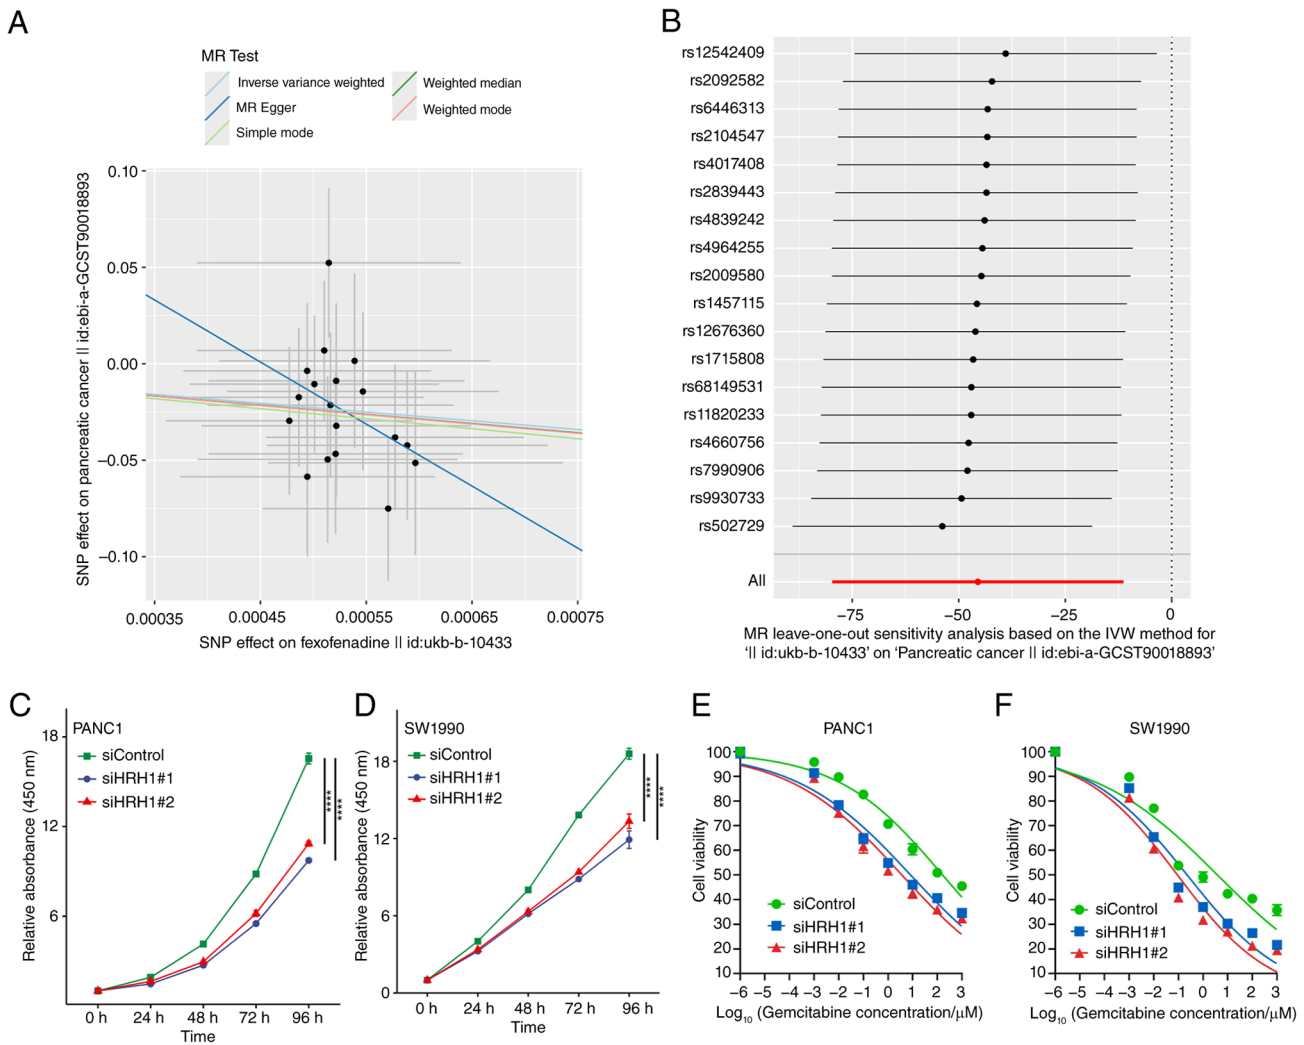 A
MR Test
Inverse variance weighted
Weighted median
MR Egger
Weighted mode
Simple mode
SNP effect on pancreatic cancer || id:ebi-a-GCST90018893
0.10
0.05
0.00
−0.05
−0.10
0.00035 0.00045 0.00055 0.00065 0.00075
SNP effect on fexofenadine || id:ukb-b-10433
B
rs12542409
rs2092582
rs6446313
rs2104547
rs4017408
rs2839443
rs4839242
rs4964255
rs2009580
rs1457115
rs12676360
rs1715808
rs68149531
rs11820233
rs4660756
rs7990906
rs9930733
rs502729
All
−75 −50 −25 0
MR leave-one-out sensitivity analysis based on the IVW method for
‘|| id:ukb-b-10433’ on ‘Pancreatic cancer || id:ebi-a-GCST90018893’
C
PANC1
siControl
siHRH1#1
siHRH1#2
Relative absorbance (450 nm)
18
12
6
****
****
0 h 24 h 48 h 72 h 96 h
Time
D
SW1990
siControl
siHRH1#1
siHRH1#2
Relative absorbance (450 nm)
18
12
6
0
****
****
0 h 24 h 48 h 72 h 96 h
Time
E
PANC1
Cell viability
100
90
80
70
60
50
40
30
20
10
siControl
siHRH1#1
siHRH1#2
−6 −5 −4 −3 −2 −1 0 1 2 3
Log10 (Gemcitabine concentration/μM)
F
SW1990
Cell viability
100
90
80
70
60
50
40
30
20
10
siControl
siHRH1#1
siHRH1#2
−6 −5 −4 −3 −2 −1 0 1 2 3
Log10 (Gemcitabine concentration/μM)